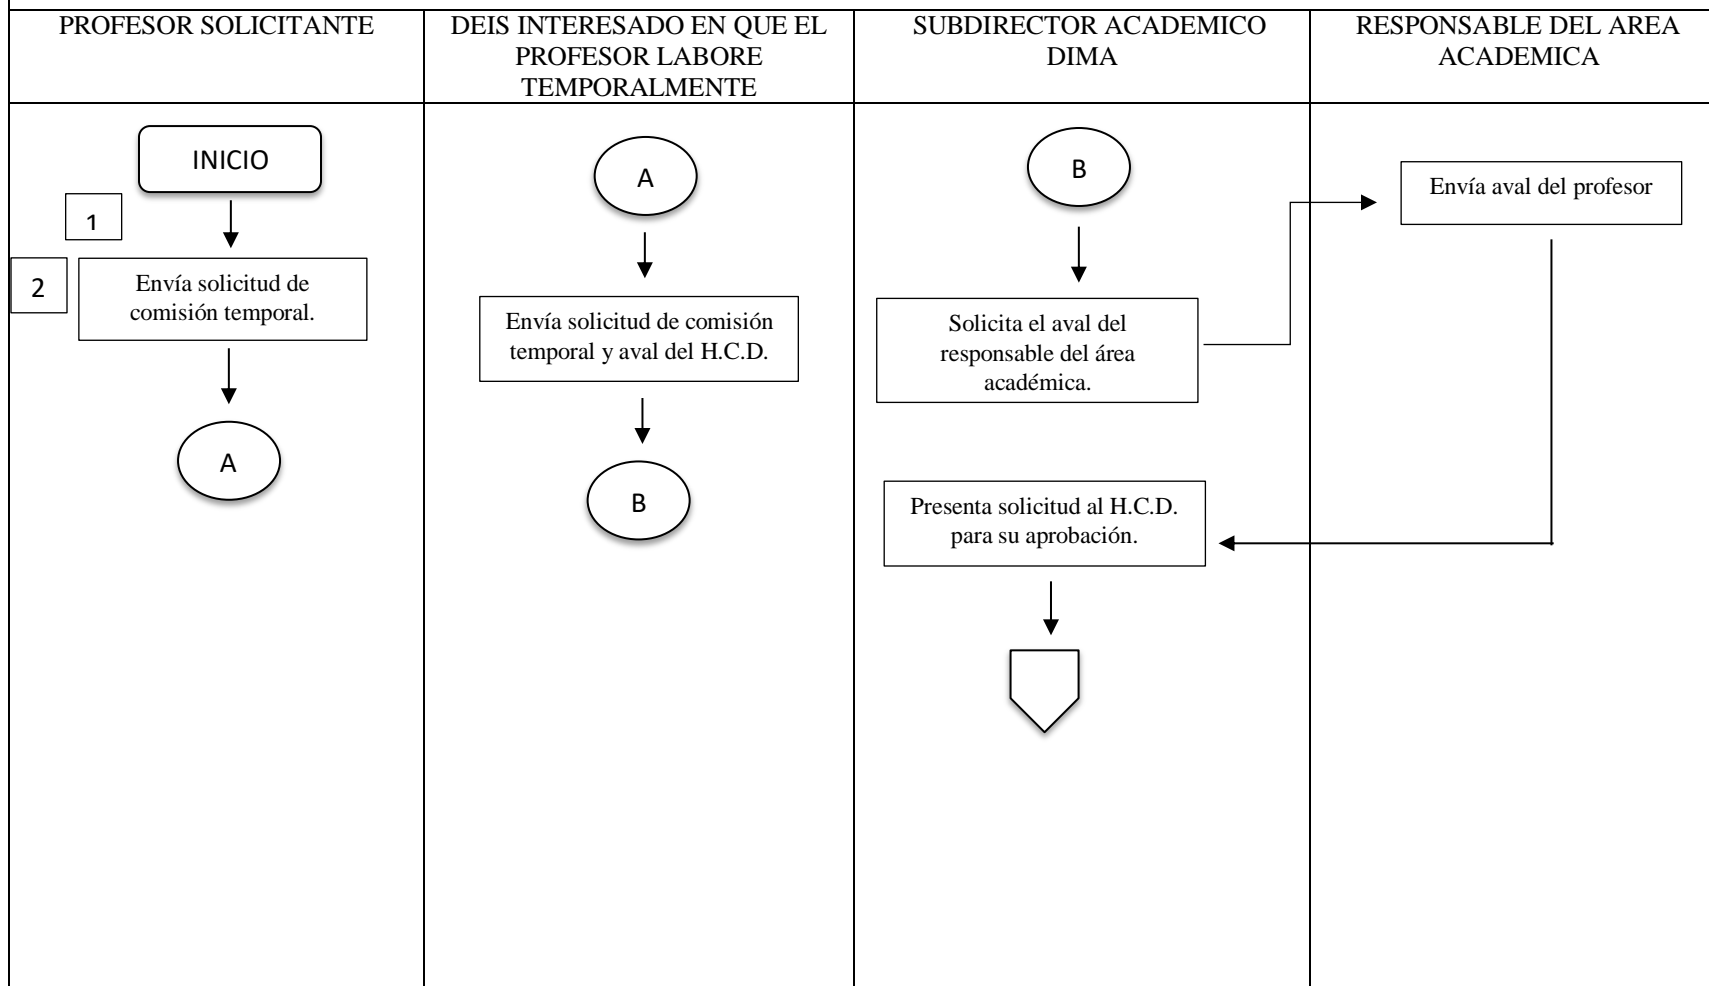 PROFESOR SOLICITANTE
DEIS INTERESADO EN QUE EL
PROFESOR LABORE
TEMPORALMENTE
SUBDIRECTOR ACADEMICO
DIMA
RESPONSABLE DEL AREA
ACADEMICA
INICIO
1
2
Envía solicitud de
comisión temporal.
A
A
Envía solicitud de comisión
temporal y aval del H.C.D.
B
B
Solicita el aval del
responsable del área
académica.
Presenta solicitud al H.C.D.
para su aprobación.
Envía aval del profesor